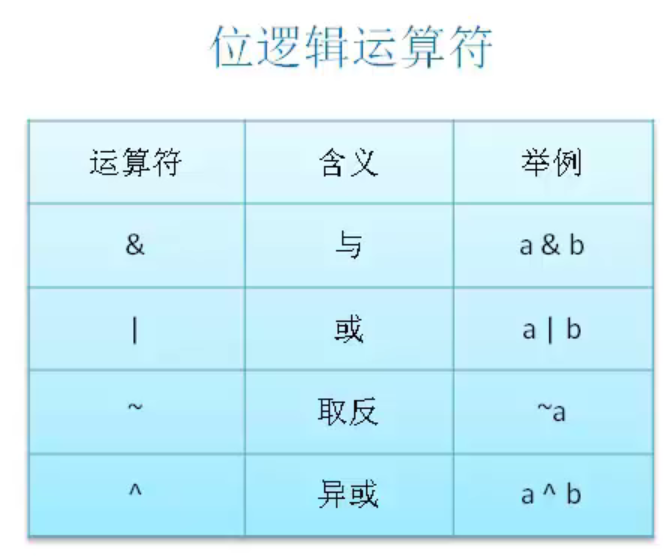 位逻辑运算符
运算符 含义 举例
& 与 a & b
| 或 a | b
~ 取反 ~a
^ 异或 a ^ b